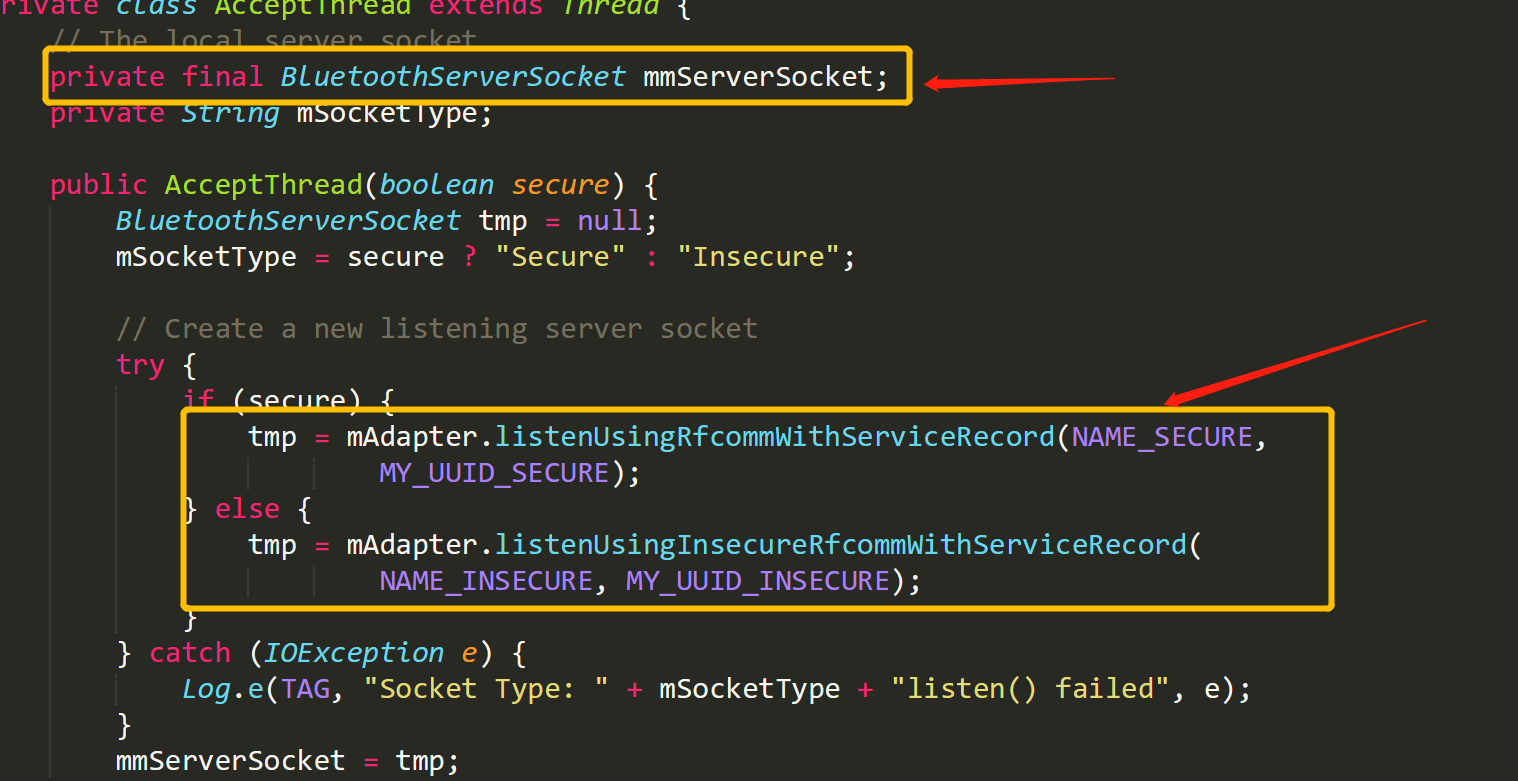 private class AcceptThread extends Thread {
// The local server socket
private final BluetoothServerSocket mmServerSocket;
private String mSocketType;
public AcceptThread(boolean secure) {
BluetoothServerSocket tmp = null;
mSocketType = secure ? "Secure" : "Insecure";
// Create a new listening server socket
try {
if (secure) {
tmp = mAdapter.listenUsingRfcommWithServiceRecord(NAME_SECURE,
MY_UUID_SECURE);
} else {
tmp = mAdapter.listenUsingInsecureRfcommWithServiceRecord(
NAME_INSECURE, MY_UUID_INSECURE);
}
} catch (IOException e) {
Log.e(TAG, "Socket Type: " + mSocketType + "listen() failed", e);
}
mmServerSocket = tmp;